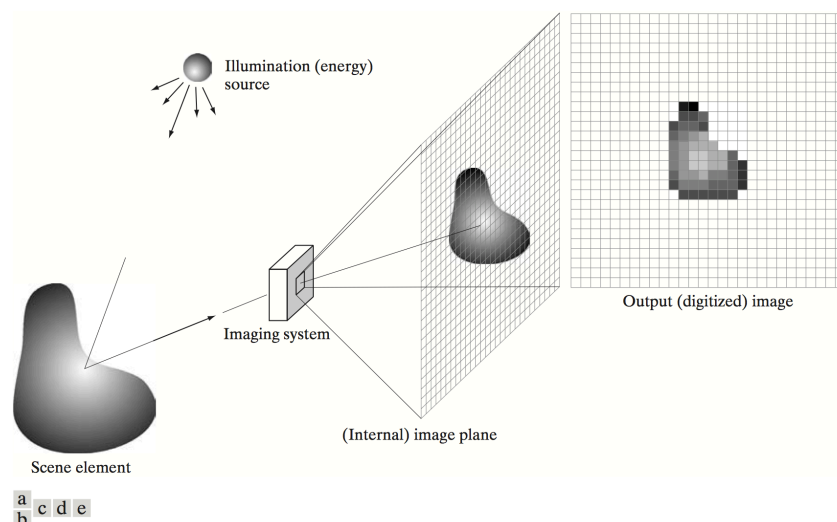 Illumination (energy)
source
Output (digitized) image
Imaging system
(Internal) image plane
Scene element
a
b
c d e